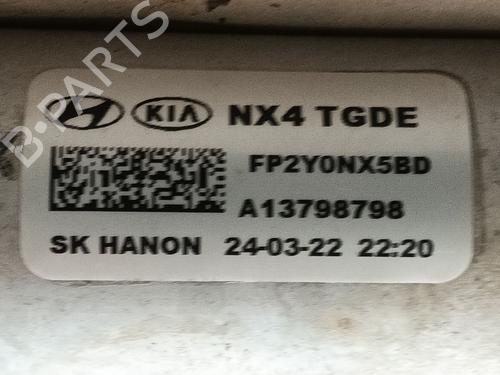 B-PARTS
KIA NX4 TGDE
FP2Y0NX5BD
A13798798
SK HANON 24-03-22 22:20